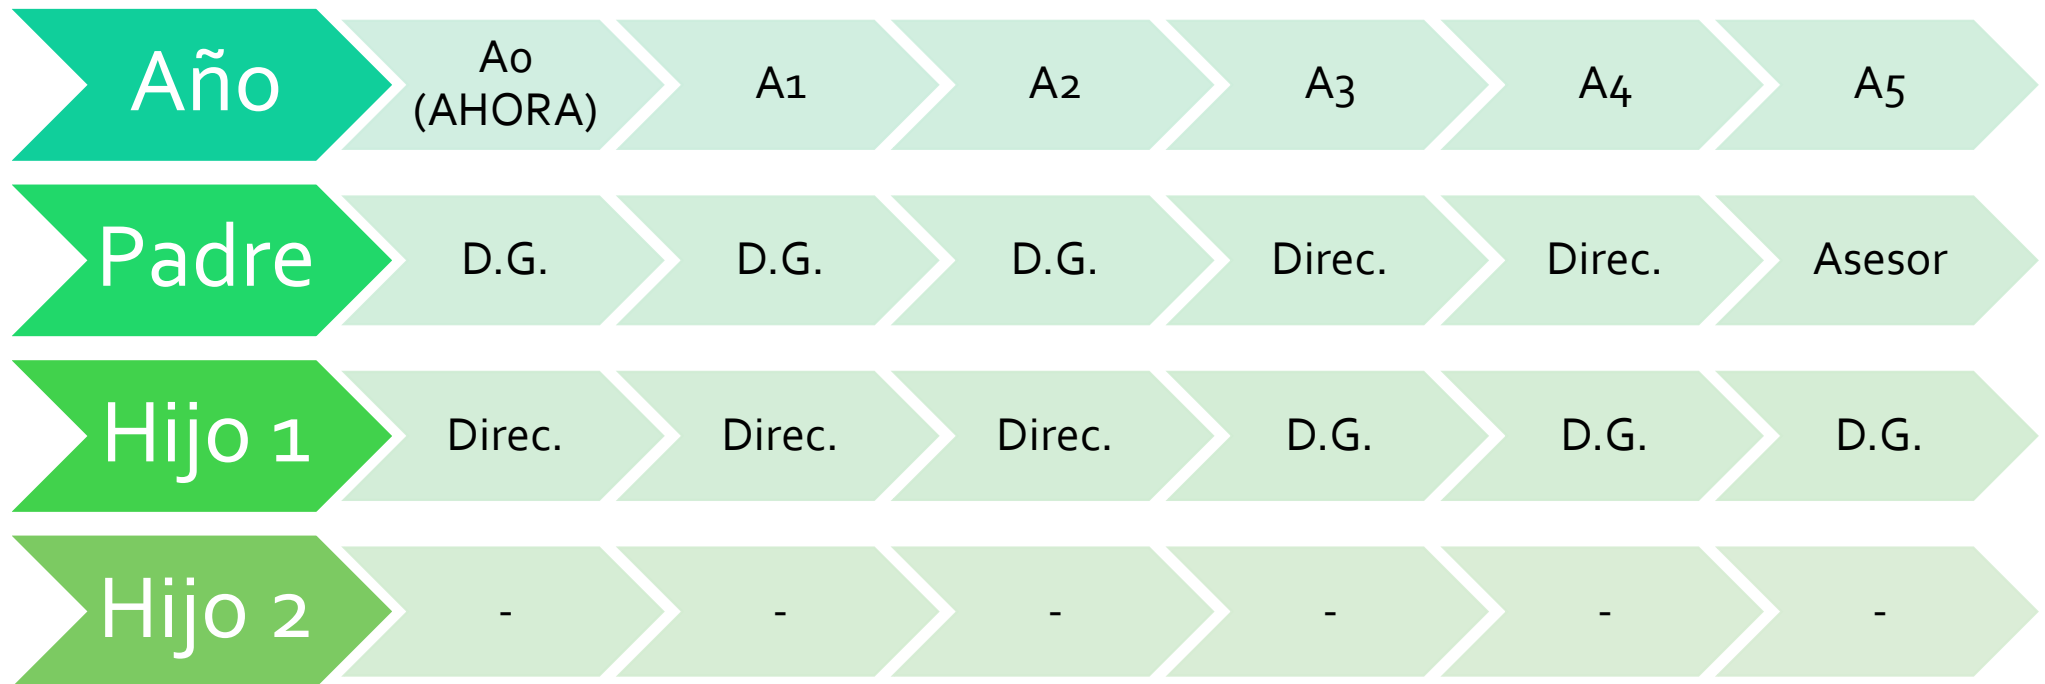 Año
A0
(AHORA)
A1
A2
A3
A4
A5
Padre
D.G.
D.G.
D.G.
Direc.
Direc.
Asesor
Hijo 1
Direc.
Direc.
Direc.
D.G.
D.G.
D.G.
Hijo 2
-
-
-
-
-
-